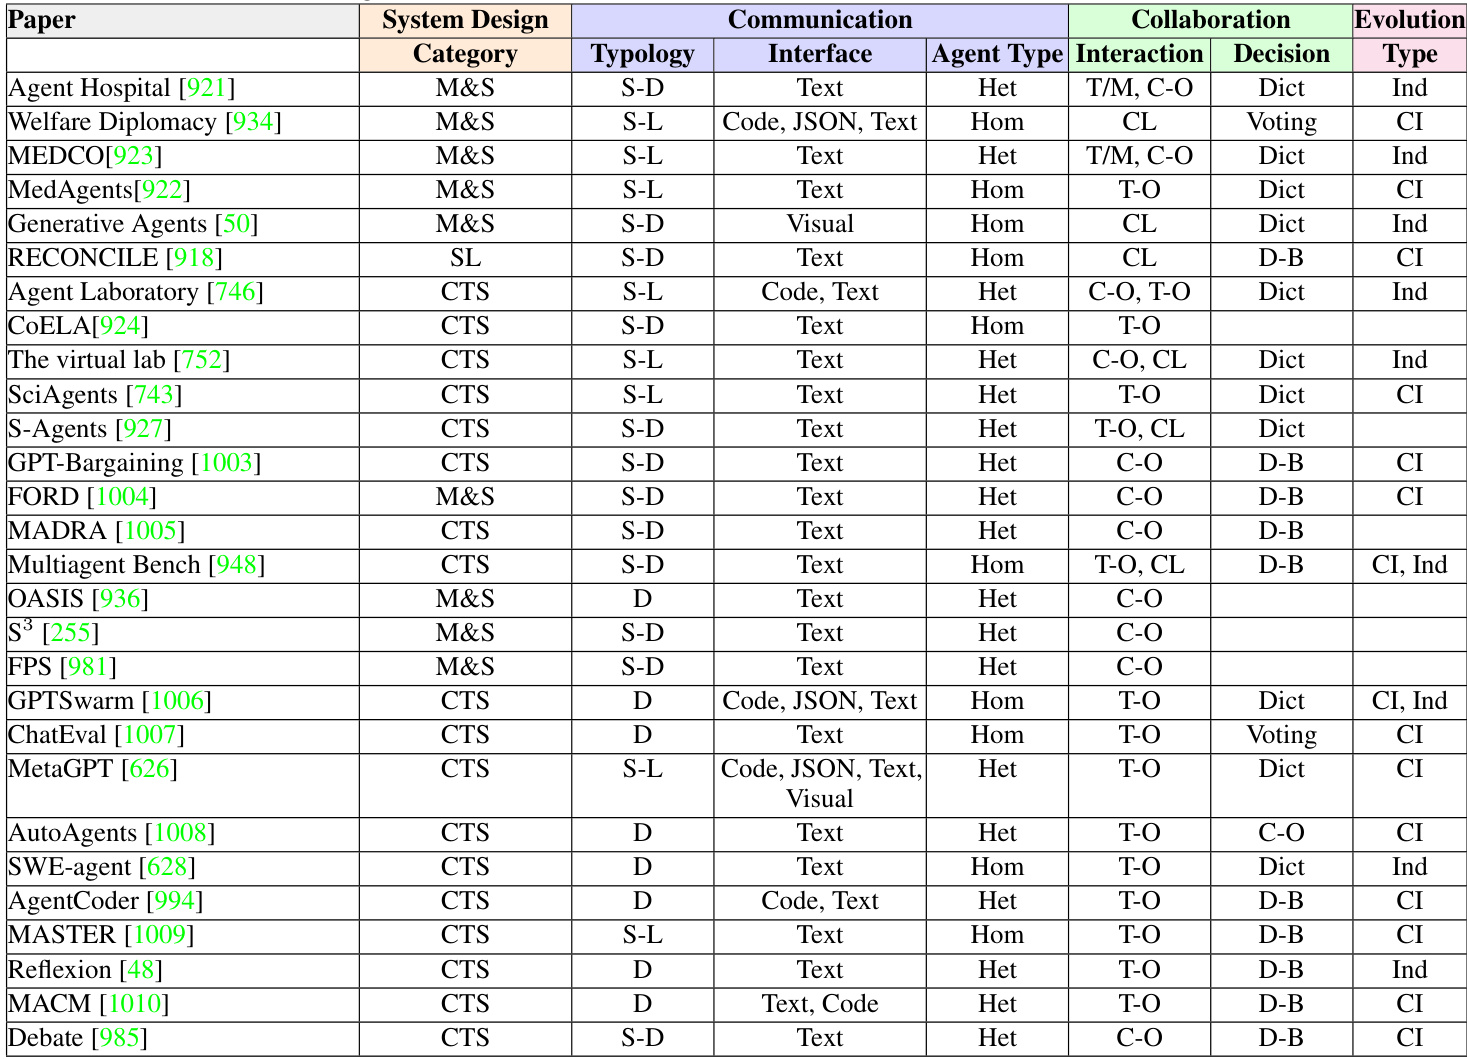 Paper System Design Communication Collaboration Evolution
Category Typology Interface Agent Type Interaction Decision Type
Agent Hospital [921] M&S S-D Text Het T/M, C-O Dict Ind
Welfare Diplomacy [934] M&S S-L Code, JSON, Text Hom CL Voting CI
MEDCO[923] M&S S-L Text Het T/M, C-O Dict Ind
MedAgents[922] M&S S-L Text Hom T-O Dict CI
Generative Agents [50] M&S S-D Visual Hom CL Dict Ind
RECONCILE [918] SL S-D Text Hom CL D-B CI
Agent Laboratory [746] CTS S-L Code, Text Het C-O, T-O Dict Ind
CoELA[924] CTS S-D Text Hom T-O
The virtual lab [752] CTS S-L Text Het C-O, CL Dict Ind
SciAgents [743] CTS S-L Text Het T-O Dict CI
S-Agents [927] CTS S-D Text Het T-O, CL Dict
GPT-Bargaining [1003] CTS S-D Text Het C-O D-B CI
FORD [1004] M&S S-D Text Het C-O D-B CI
MADRA [1005] CTS S-D Text Het C-O D-B
Multiagent Bench [948] CTS S-D Text Hom T-O, CL D-B CI, Ind
OASIS [936] M&S D Text Het C-O
S³ [255] M&S S-D Text Het C-O
FPS [981] M&S S-D Text Het C-O
GPTSwarm [1006] CTS D Code, JSON, Text Hom T-O Dict CI, Ind
ChatEval [1007] CTS D Text Hom T-O Voting CI
MetaGPT [626] CTS S-L Code, JSON, Text, Het T-O Dict CI
Visual
AutoAgents [1008] CTS D Text Het T-O C-O CI
SWE-agent [628] CTS D Text Hom T-O Dict Ind
AgentCoder [994] CTS D Code, Text Het T-O D-B CI
MASTER [1009] CTS S-L Text Hom T-O D-B CI
Reflexion [48] CTS D Text Het T-O D-B Ind
MACM [1010] CTS D Text, Code Het T-O D-B CI
Debate [985] CTS S-D Text Het C-O D-B CI